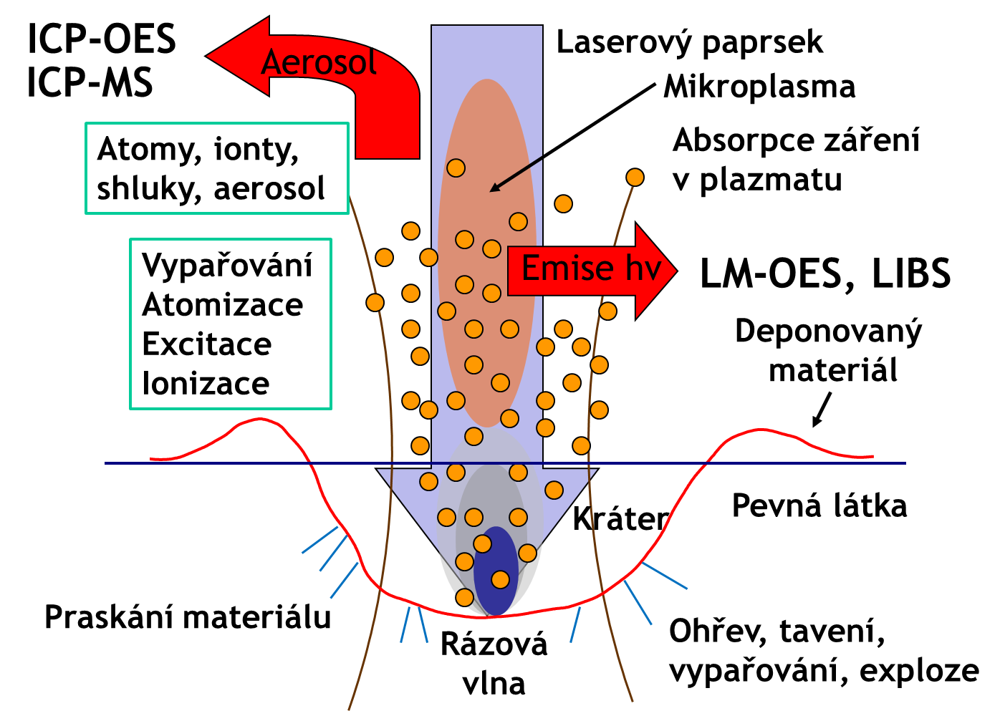 ICP-OES
ICP-MS
Aerosol
Laserový paprsek
Mikroplasma
Absorpce záření
v plazmatu
Atomy, ionty,
shluky, aerosol
Vypařování
Atomizace
Excitace
Ionizace
Emise hv
LM-OES, LIBS
Deponovaný
materiál
Pevná látka
Kráter
Praskání materiálu
Rázová
vlna
Ohřev, tavení,
vypařování, exploze